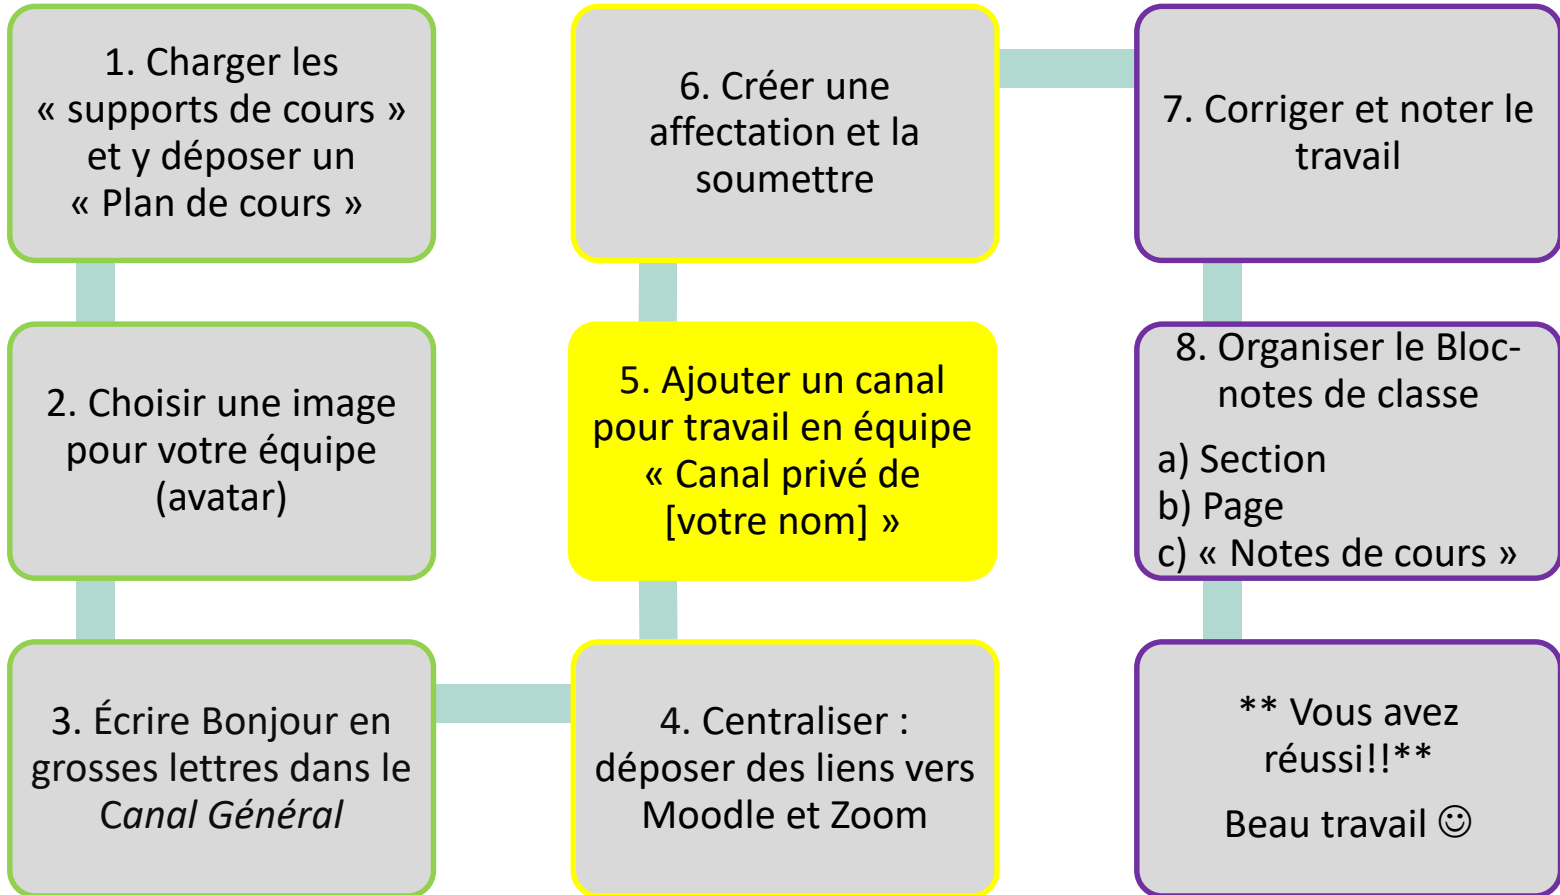 1. Charger les
« supports de cours »
et y déposer un
« Plan de cours »
2. Choisir une image
pour votre équipe
(avatar)
3. Écrire Bonjour en
grosses lettres dans le
Canal Général
4. Centraliser :
déposer des liens vers
Moodle et Zoom
5. Ajouter un canal
pour travail en équipe
« Canal privé de
[votre nom] »
6. Créer une
affectation et la
soumettre
7. Corriger et noter le
travail
8. Organiser le Bloc-
notes de classe
a) Section
b) Page
c) « Notes de cours »
** Vous avez
réussi!!**
Beau travail ☺